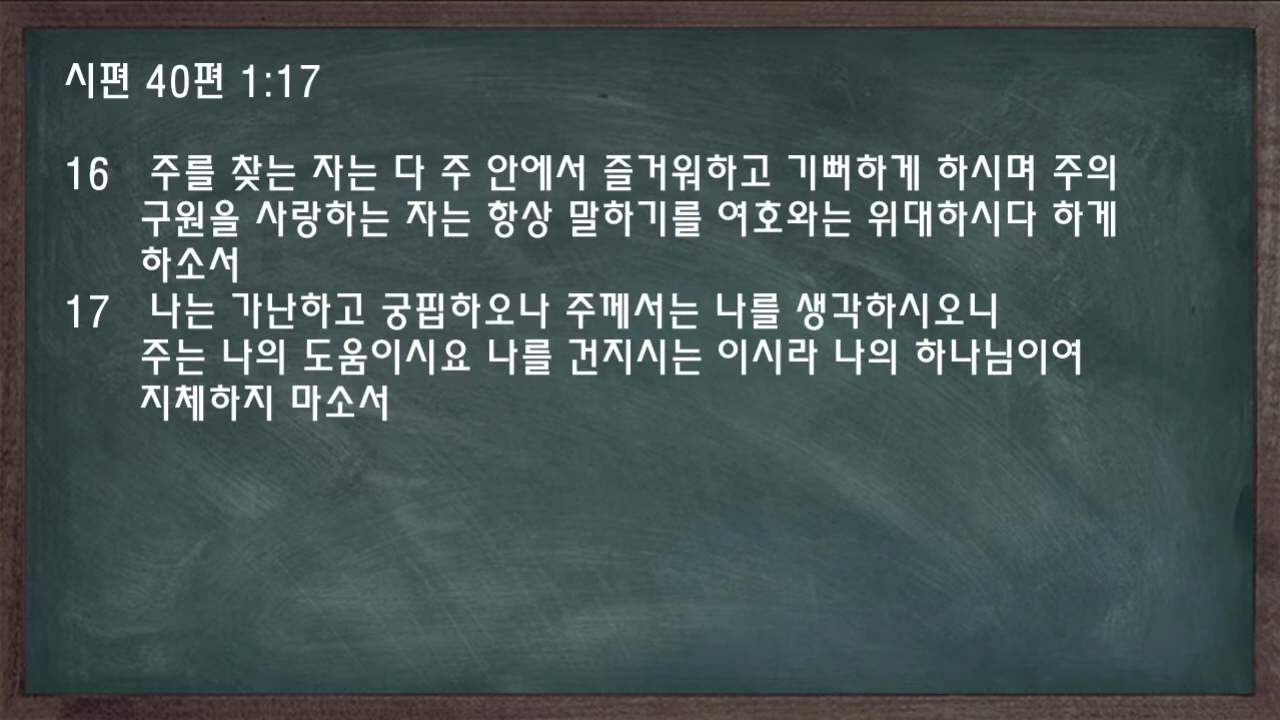 시편 40편 1:17
16 주를 찾는 자는 다 주 안에서 즐거워하고 기뻐하게 하시며 주의
구원을 사랑하는 자는 항상 말하기를 여호와는 위대하시다 하게
하소서
17 나는 가난하고 궁핍하오나 주께서는 나를 생각하시오니
주는 나의 도움이시요 나를 건지시는 이시라 나의 하나님이여
지체하지 마소서